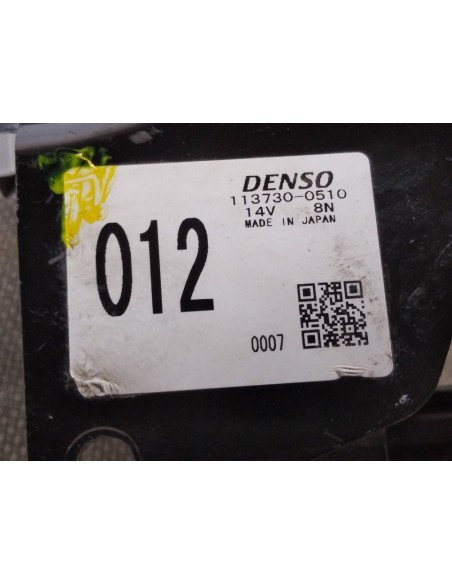 DENSO
113730-0510
14V 8N
MADE IN JAPAN
012
0007